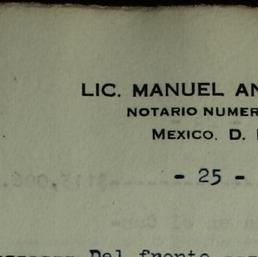 LIC. MANUEL AN
NOTARIO NUMER
MEXICO. D.
- 25 -
Del frente